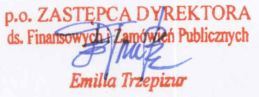 p.o. ZASTĘPCA DYREKTORA
ds. Finansowych i Zamówień Publicznych
Emilia Trzepizur